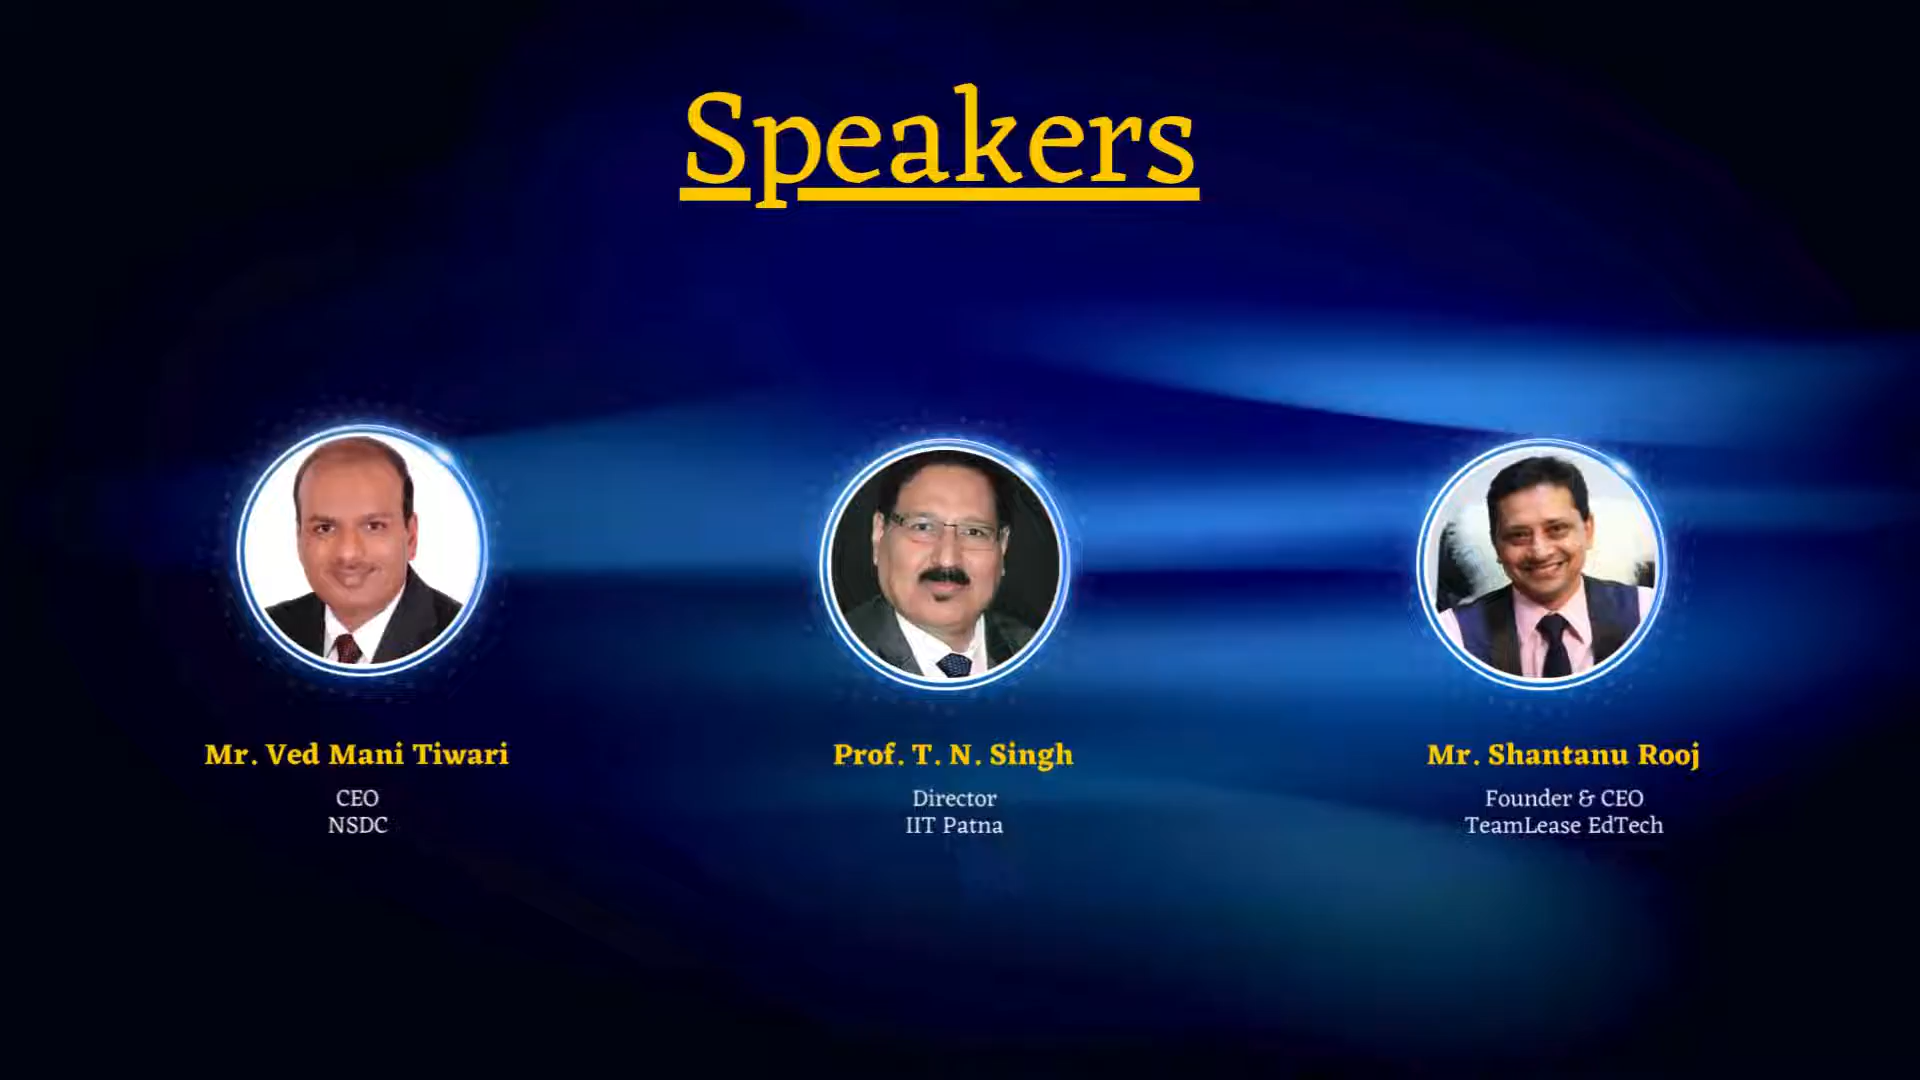 Speakers
Mr. Ved Mani Tiwari
CEO
NSDC
Prof. T. N. Singh
Director
IIT Patna
Mr. Shantanu Rooj
Founder & CEO
TeamLease EdTech